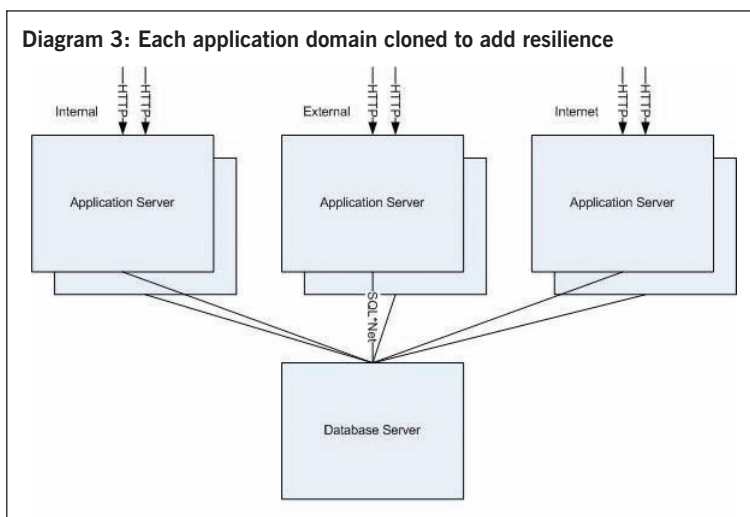 Diagram 3: Each application domain cloned to add resilience
HTTP
HTTP
Internal
HTTP
HTTP
External
HTTP
HTTP
Internet
Application Server
Application Server
Application Server
SQL*Net
Database Server